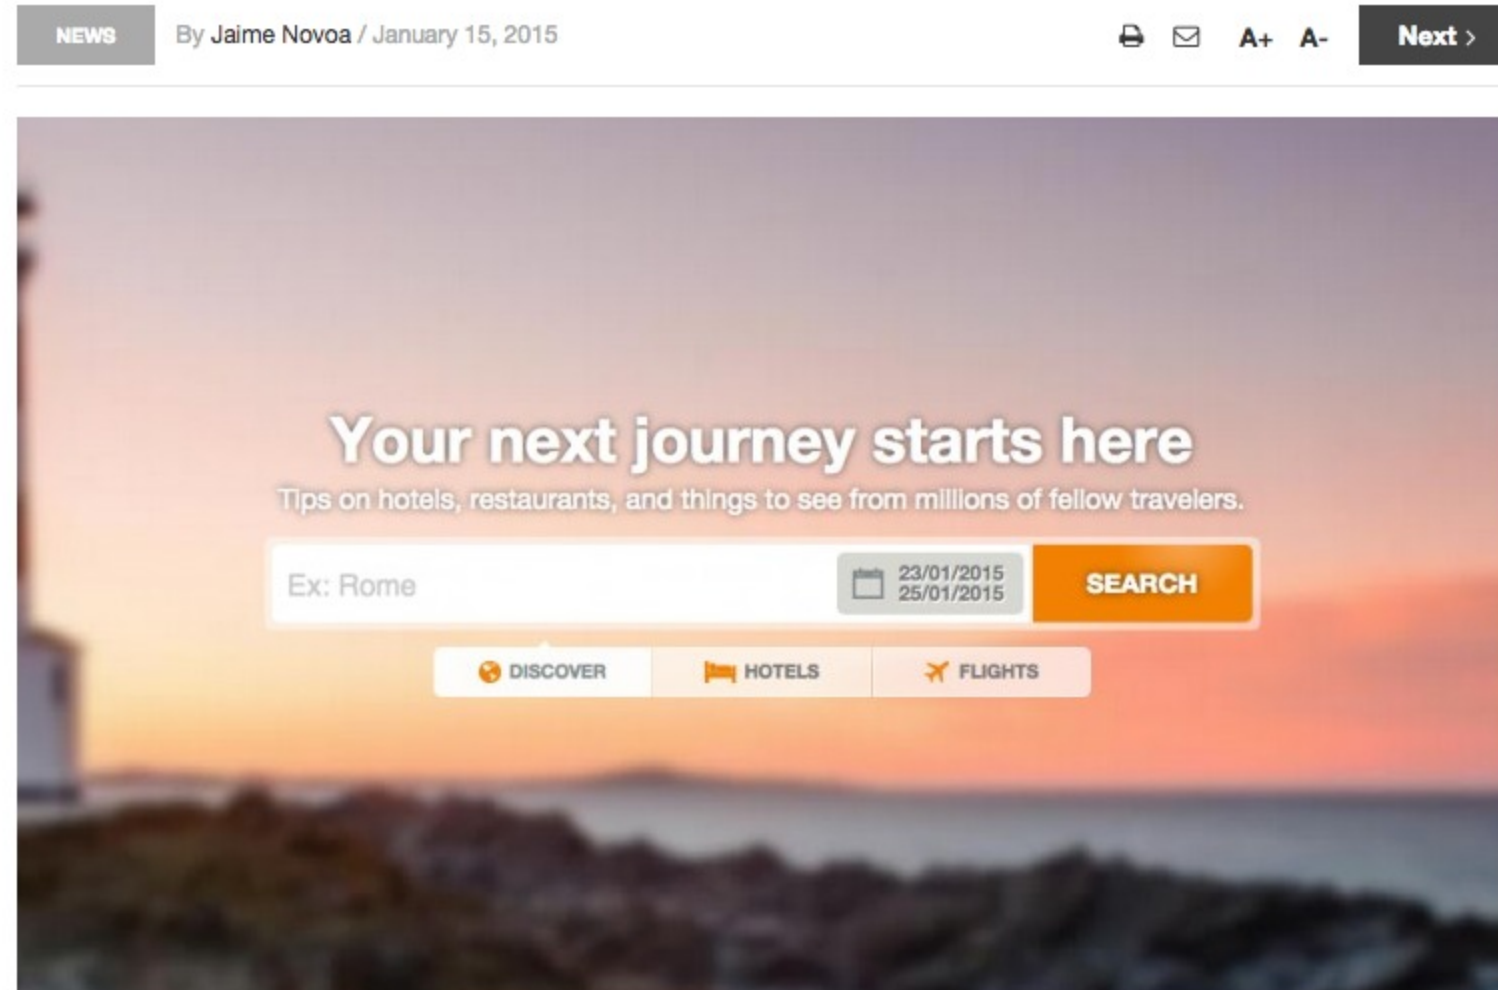 NEWS By Jaime Novoa / January 15, 2015 A+ A- Next >
Your next journey starts here
Tips on hotels, restaurants, and things to see from millions of fellow travelers.
Ex: Rome
23/01/2015
25/01/2015
SEARCH
DISCOVER HOTELS FLIGHTS